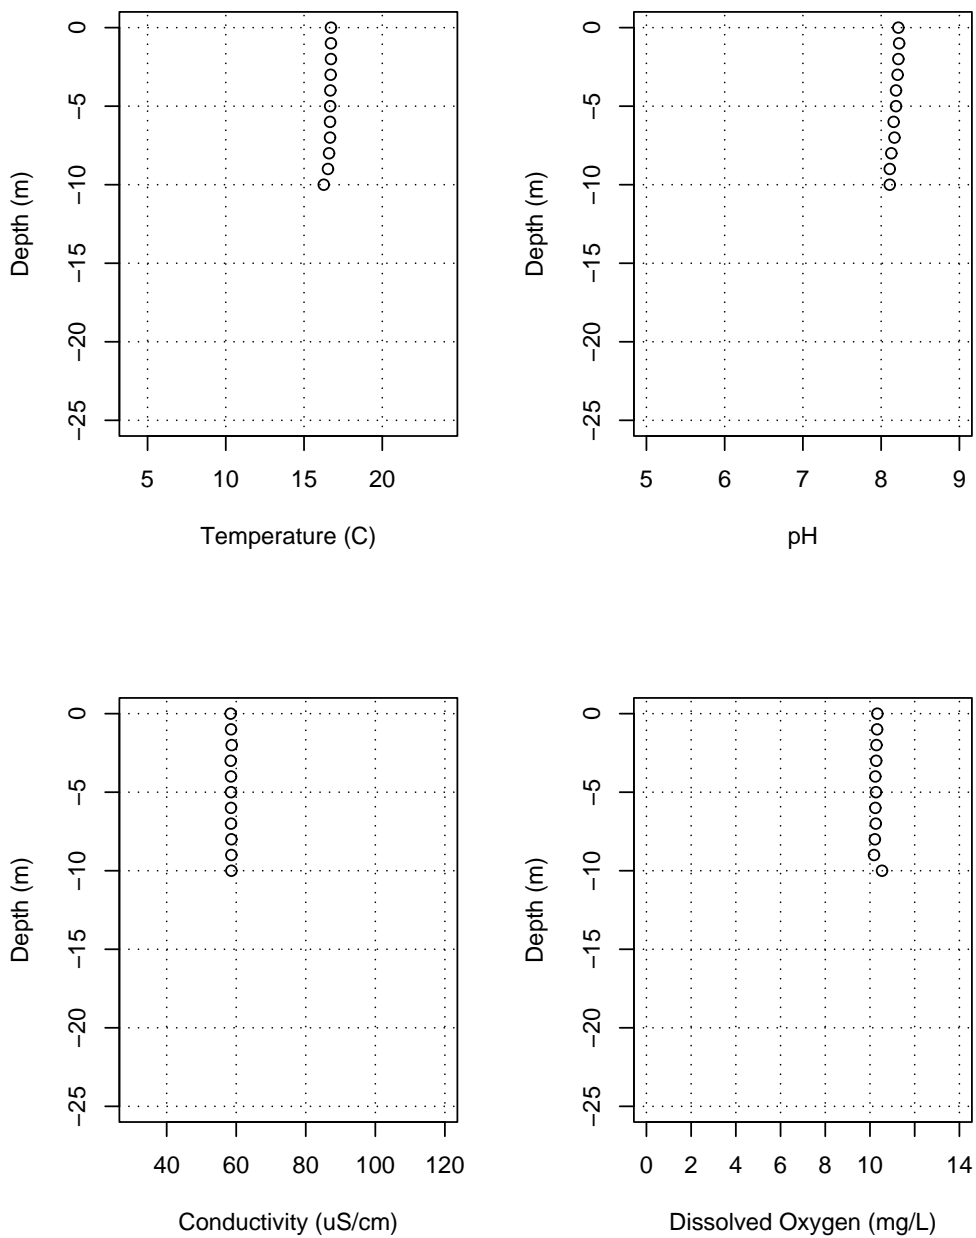 0
−5
−10
−15
−20
−25
Depth (m)
5 10 15 20
Temperature (C)
0
−5
−10
−15
−20
−25
Depth (m)
5 6 7 8 9
pH
0
−5
−10
−15
−20
−25
Depth (m)
40 60 80 100 120
Conductivity (uS/cm)
0
−5
−10
−15
−20
−25
Depth (m)
0 2 4 6 8 10 14
Dissolved Oxygen (mg/L)